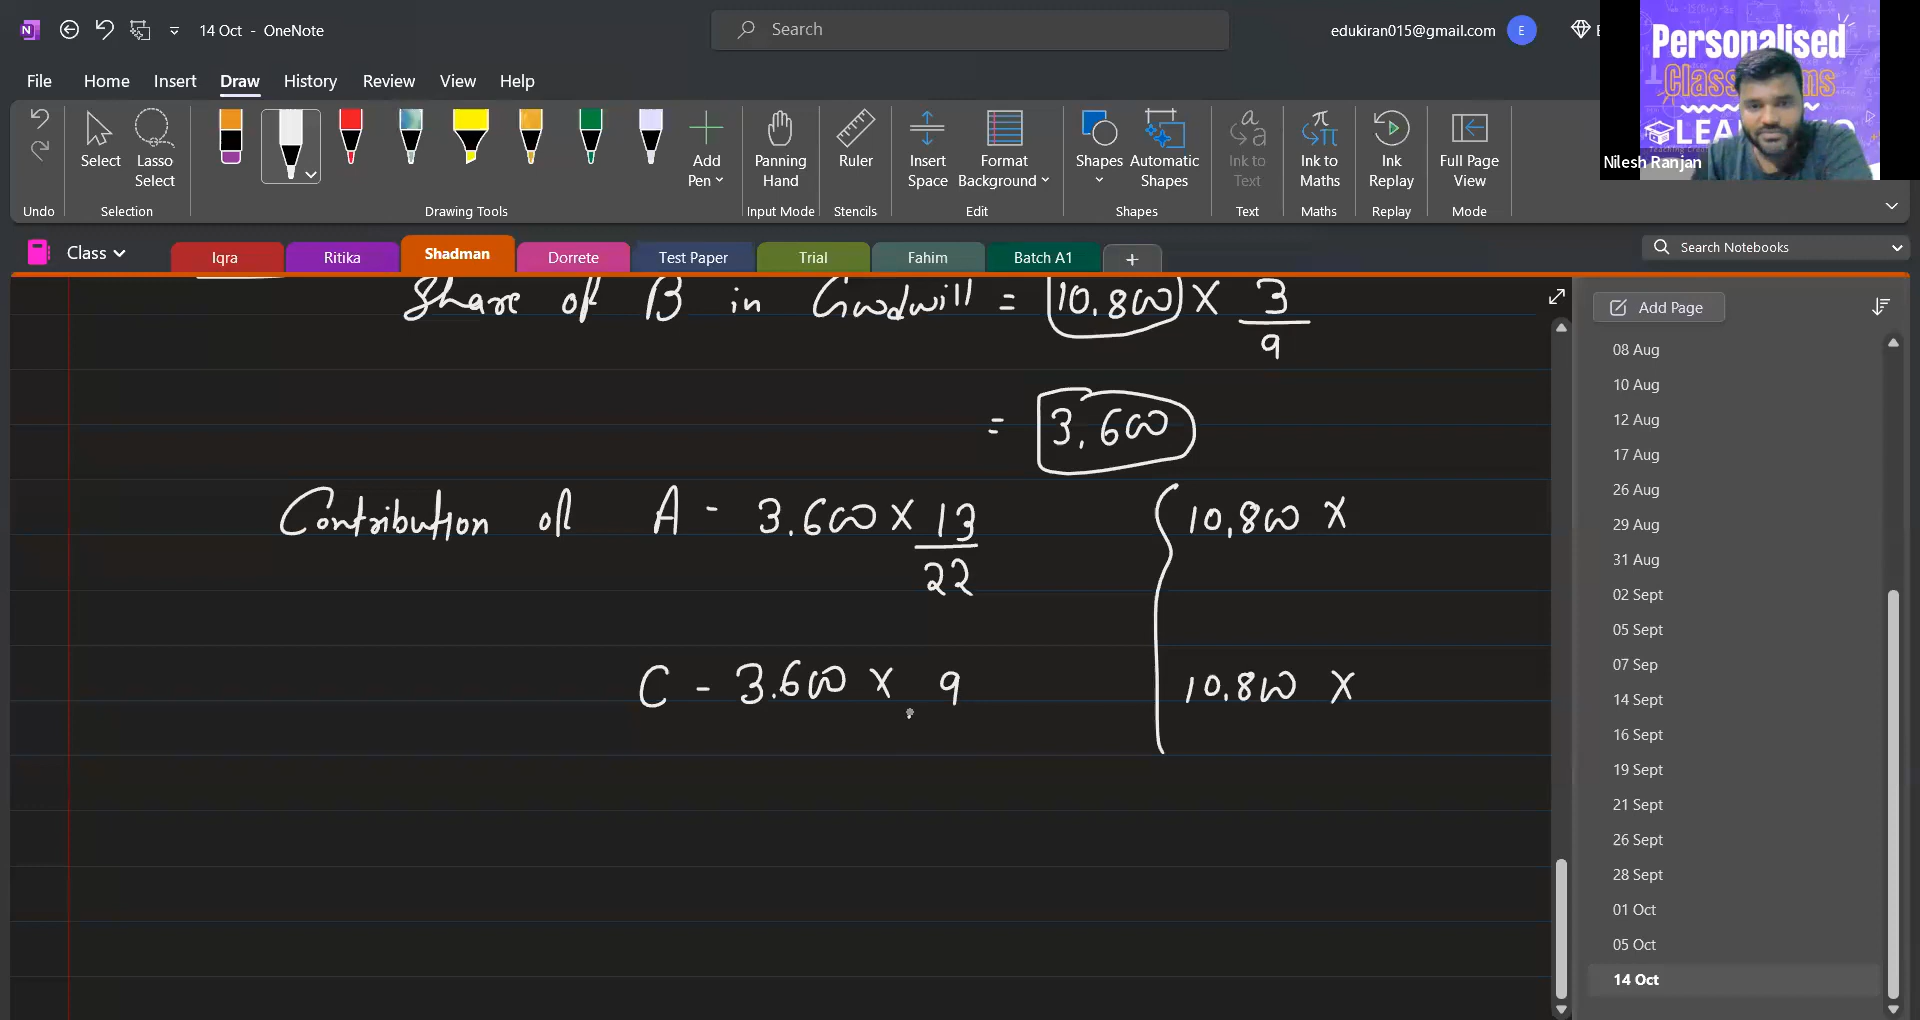 14 Oct - OneNote
Search
edukiran015@gmail.com
E
Personalised
Nilesh Ranjan
File Home Insert Draw History Review View Help
Select
Lasso Select
Add Pen
Panning Hand
Ruler
Insert Space
Format Background
Shapes
Automatic Shapes
Ink to Text
Ink to Maths
Ink Replay
Full Page View
Undo
Selection
Drawing Tools
Input Mode
Stencils
Edit
Shapes
Text
Maths
Replay
Mode
Class
Iqra
Ritika
Shadman
Dorrete
Test Paper
Trial
Fahim
Batch A1
+
Search Notebooks
Share of B in Goodwill = 10,800 × 3/9
= 3,600
Contribution of A - 3,600 × 13/22
10,800 ×
C - 3,600 × 9
10,800 ×
Add Page
08 Aug
10 Aug
12 Aug
17 Aug
26 Aug
29 Aug
31 Aug
02 Sept
05 Sept
07 Sep
14 Sept
16 Sept
19 Sept
21 Sept
26 Sept
28 Sept
01 Oct
05 Oct
14 Oct